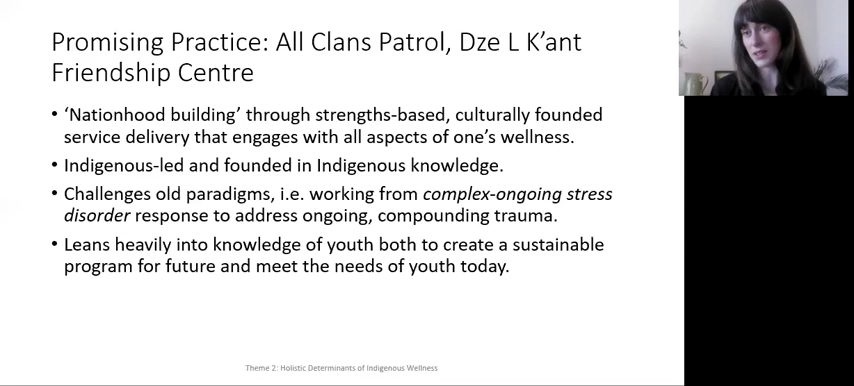 Promising Practice: All Clans Patrol, Dze L K’ant
Friendship Centre
• ‘Nationhood building’ through strengths-based, culturally founded
service delivery that engages with all aspects of one’s wellness.
• Indigenous-led and founded in Indigenous knowledge.
• Challenges old paradigms, i.e. working from complex-ongoing stress
disorder response to address ongoing, compounding trauma.
• Leans heavily into knowledge of youth both to create a sustainable
program for future and meet the needs of youth today.
Theme 2: Holistic Determinants of Indigenous Wellness